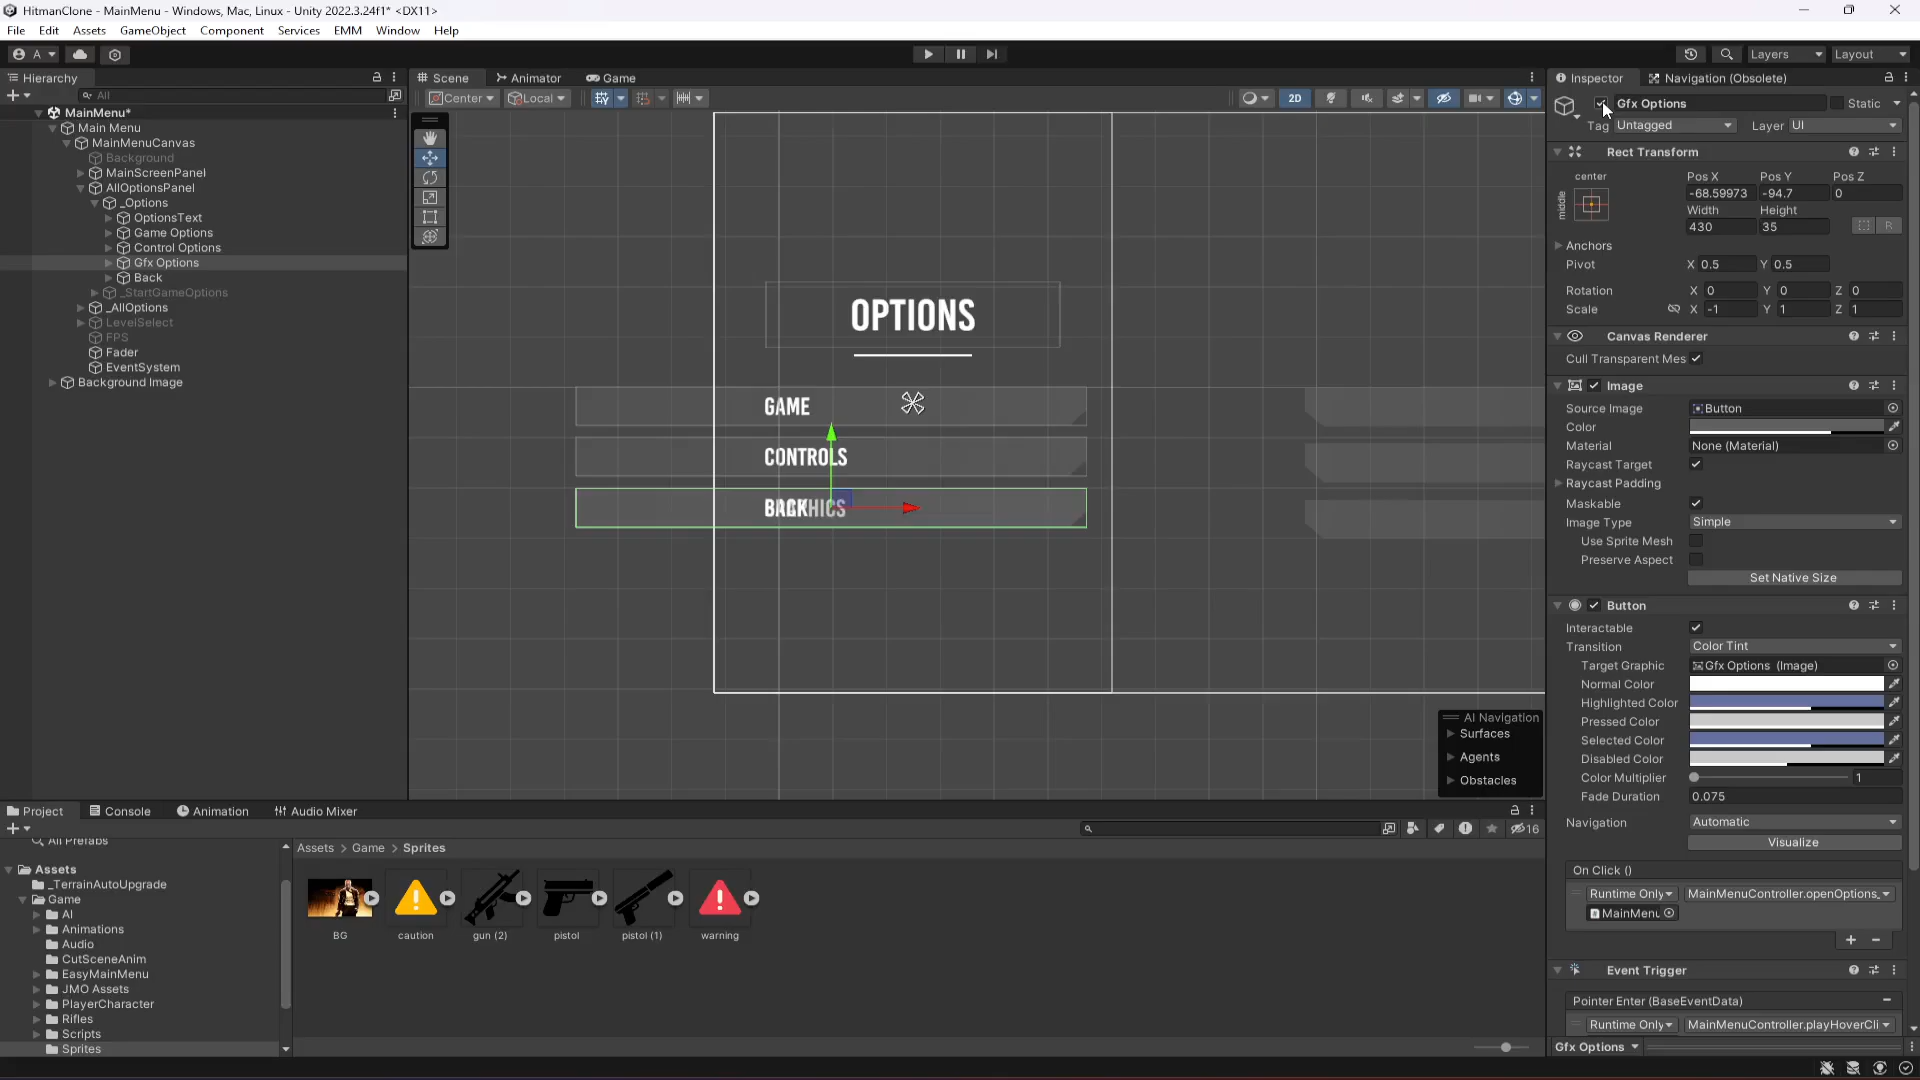 HitmanClone - MainMenu - Windows, Mac, Linux - Unity 2022.3.24f1* <DX11>
File Edit Assets GameObject Component Services EMM Window Help
A Layers Layout
Hierarchy
All
MainMenu*
Main Menu
MainMenuCanvas
Background
MainScreenPanel
AllOptionsPanel
_Options
OptionsText
Game Options
Control Options
Gfx Options
Back
_StartGameOptions
_AllOptions
LevelSelect
FPS
Fader
EventSystem
Background Image
Scene Animator Game
Center Local 2D
OPTIONS
GAME
CONTROLS
BACK
AI Navigation
Surfaces
Agents
Obstacles
Inspector Navigation (Obsolete)
Gfx Options Static
Tag Untagged Layer UI
Rect Transform
center
middle
Pos X Pos Y Pos Z
-68.59973 -94.7 0
Width Height
430 35
R
Anchors
Pivot X 0.5 Y 0.5
Rotation X 0 Y 0 Z 0
Scale X -1 Y 1 Z 1
Canvas Renderer
Cull Transparent Mes
Image
Source Image Button
Color
Material None (Material)
Raycast Target
Raycast Padding
Maskable
Image Type Simple
Use Sprite Mesh
Preserve Aspect
Set Native Size
Button
Interactable
Transition Color Tint
Target Graphic Gfx Options (Image)
Normal Color
Highlighted Color
Pressed Color
Selected Color
Disabled Color
Color Multiplier 1
Fade Duration 0.075
Navigation Automatic
Visualize
On Click ()
Runtime Only MainMenuController.openOptions_
MainMenu
Event Trigger
Pointer Enter (BaseEventData)
Runtime Only MainMenuController.playHoverCli
Gfx Options
Project Console Animation Audio Mixer
16
All Prefabs
Assets
_TerrainAutoUpgrade
Game
AI
Animations
Audio
CutSceneAnim
EasyMainMenu
JMO Assets
PlayerCharacter
Rifles
Scripts
Sprites
Assets > Game > Sprites
BG caution gun (2) pistol pistol (1) warning